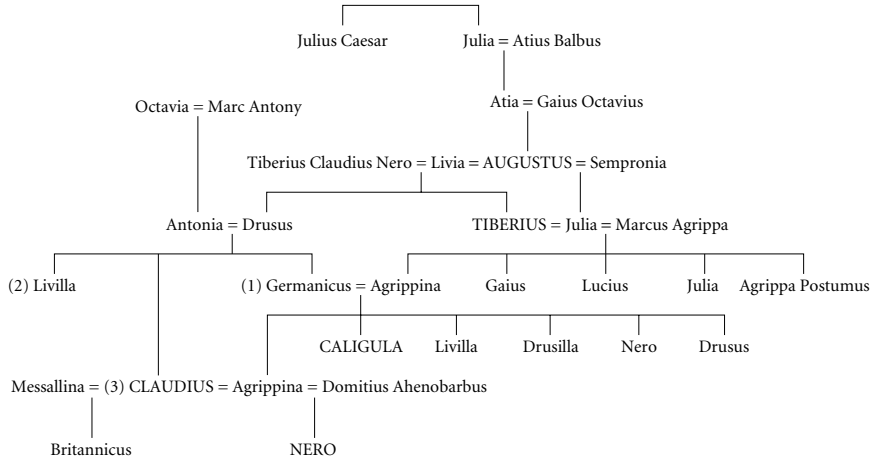 Julius Caesar Julia = Atius Balbus
Octavia = Marc Antony Atia = Gaius Octavius
Tiberius Claudius Nero = Livia = AUGUSTUS = Sempronia
Antonia = Drusus TIBERIUS = Julia = Marcus Agrippa
(2) Livilla (1) Germanicus = Agrippina Gaius Lucius Julia Agrippa Postumus
CALIGULA Livilla Drusilla Nero Drusus
Messallina = (3) CLAUDIUS = Agrippina = Domitius Ahenobarbus
Britannicus NERO